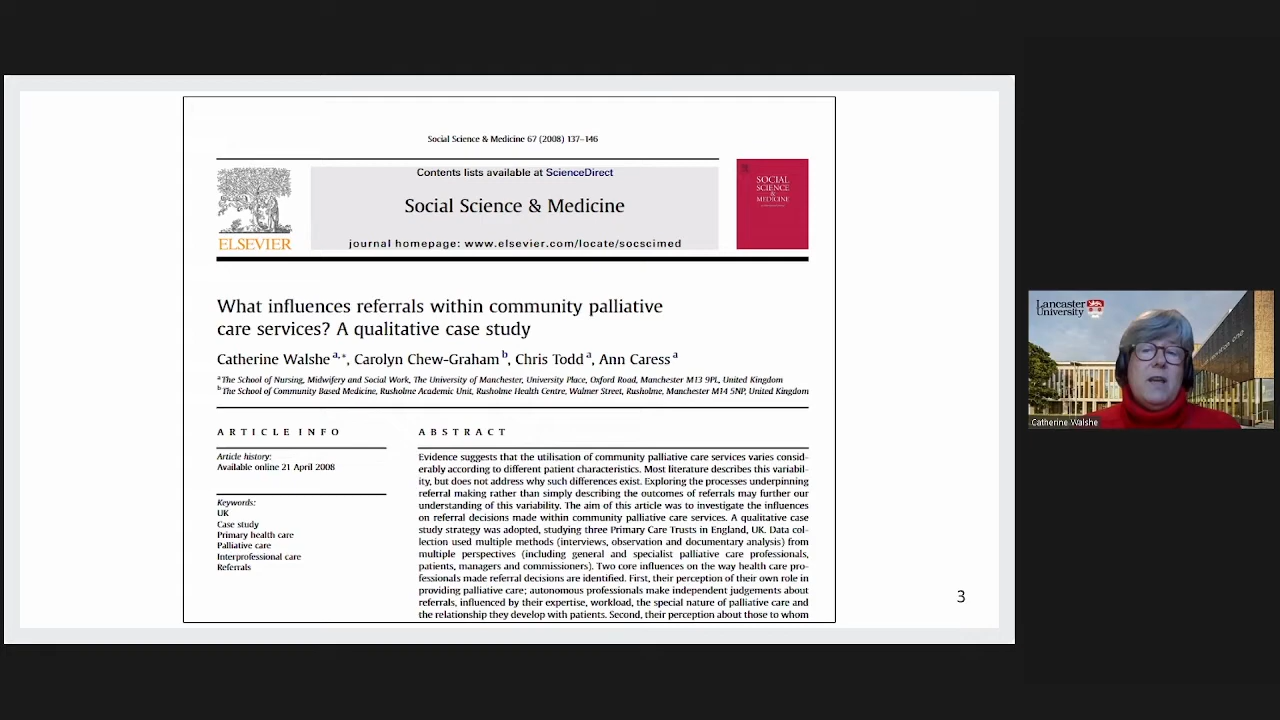 Social Science & Medicine 67 (2008) 137–146
Contents lists available at ScienceDirect
Social Science & Medicine
journal homepage: www.elsevier.com/locate/socscimed
ELSEVIER
SOCIAL
SCIENCE
&
MEDICINE
What influences referrals within community palliative
care services? A qualitative case study
Catherine Walshe a,*, Carolyn Chew-Graham b, Chris Todd a, Ann Caress a
a The School of Nursing, Midwifery and Social Work, The University of Manchester, University Place, Oxford Road, Manchester M13 9PL, United Kingdom
b The School of Community Based Medicine, Rusholme Academic Unit, Rusholme Health Centre, Walmer Street, Rusholme, Manchester M14 5NP, United Kingdom
ARTICLE INFO
Article history:
Available online 21 April 2008
Keywords:
UK
Case study
Primary health care
Palliative care
Interprofessional care
Referrals
ABSTRACT
Evidence suggests that the utilisation of community palliative care services varies consid-
erably according to different patient characteristics. Most literature describes this variabil-
ity, but does not address why such differences exist. Exploring the processes underpinning
referral making rather than simply describing the outcomes of referrals may further our
understanding of this variability. The aim of this article was to investigate the influences
on referral decisions made within community palliative care services. A qualitative case
study strategy was adopted, studying three Primary Care Trusts in England, UK. Data col-
lection used multiple methods (interviews, observation and documentary analysis) from
multiple perspectives (including general and specialist palliative care professionals,
patients, managers and commissioners). Two core influences on the way health care pro-
fessionals made referral decisions are identified. First, their perception of their own role in
providing palliative care; autonomous professionals make independent judgements about
referrals, influenced by their expertise, workload, the special nature of palliative care and
the relationship they develop with patients. Second, their perception about those to whom
3
Lancaster
University
Catherine Walshe